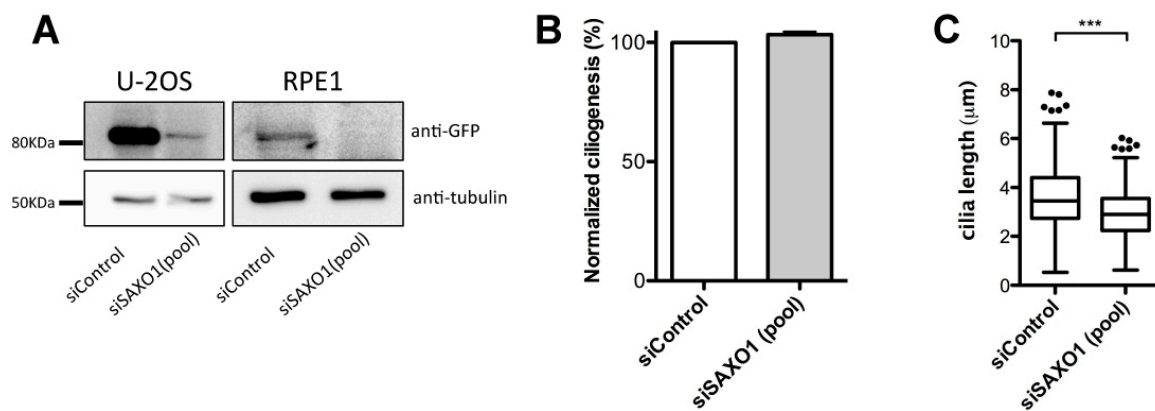 A
U-2OS RPE1
80KDa
anti-GFP
50KDa
anti-tubulin
siControl
siSAXO1(pool)
siControl
siSAXO1(pool)
B
Normalized ciliogenesis (%)
100
50
0
siControl
siSAXO1 (pool)
C
cilia length (μm)
10
8
6
4
2
0
***
siControl
siSAXO1 (pool)